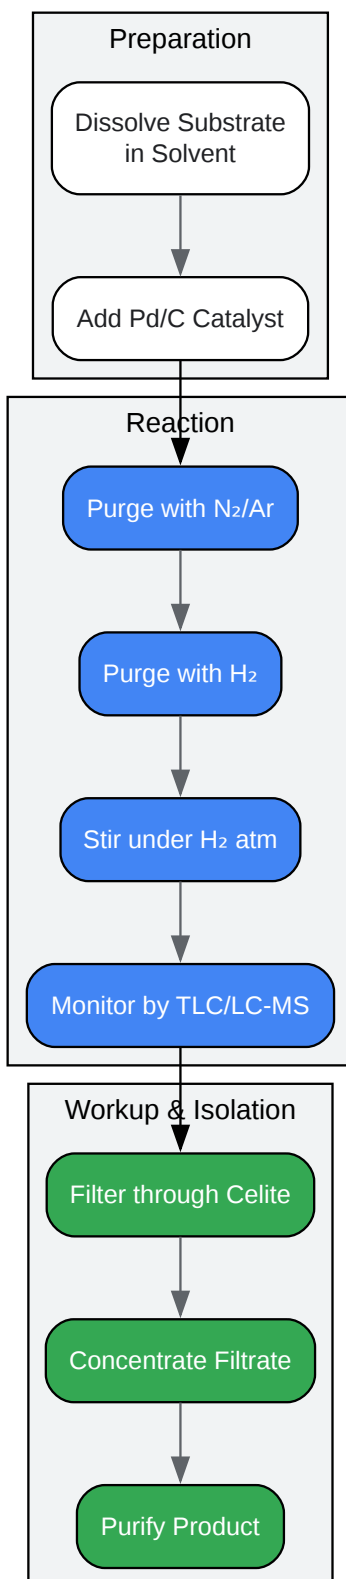 Preparation
Dissolve Substrate
in Solvent
Add Pd/C Catalyst
Reaction
Purge with N₂/Ar
Purge with H₂
Stir under H₂ atm
Monitor by TLC/LC-MS
Workup & Isolation
Filter through Celite
Concentrate Filtrate
Purify Product